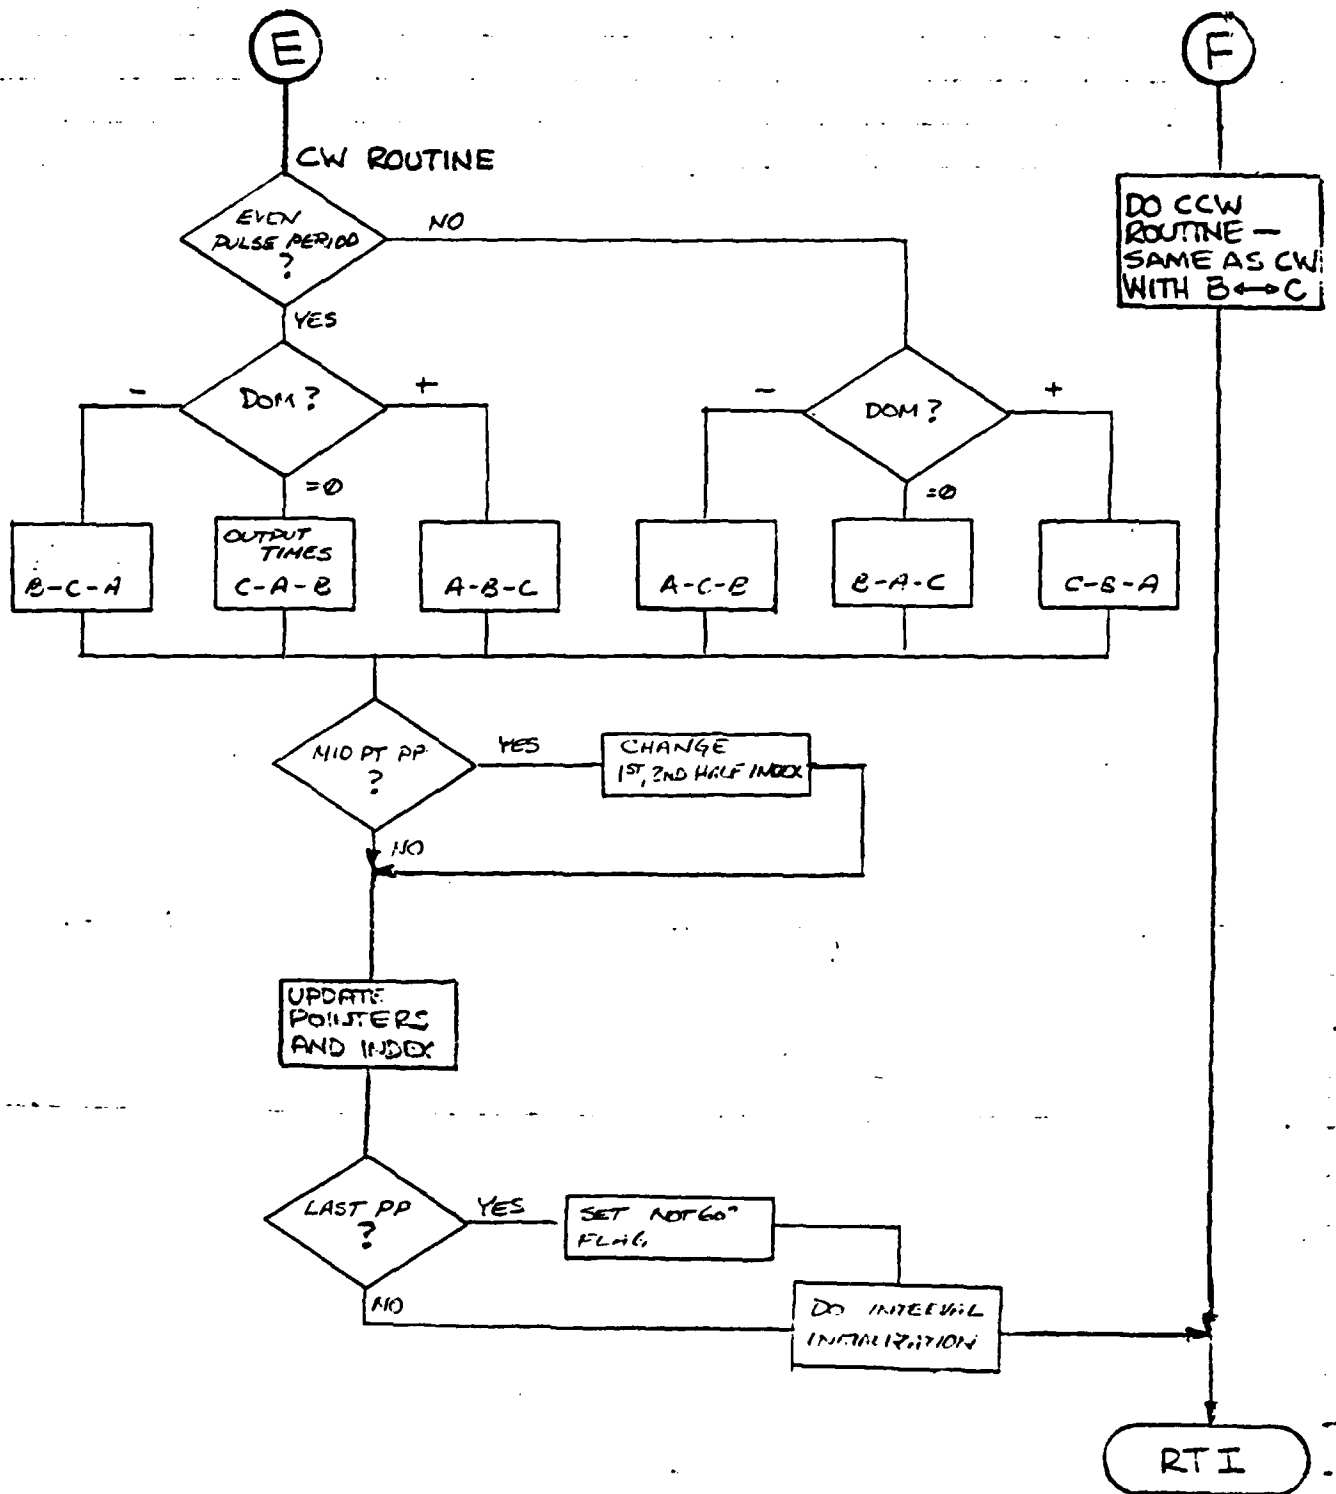 E
F
CW ROUTINE
EVEN
PULSE PERIOD
?
NO
YES
DO CCW
ROUTINE —
SAME AS CW
WITH B↔C
-
DOM?
+
=0
-
DOM?
+
=0
B-C-A
OUTPUT
TIMES
C-A-B
A-B-C
A-C-B
B-A-C
C-B-A
MID PT PP
?
YES
CHANGE
1ST, 2ND HALF INDEX
NO
UPDATE
POINTERS
AND INDEX
LAST PP
?
YES
SET
FLAG
NO
DO INTERVAL
INITIALIZATION
RTI